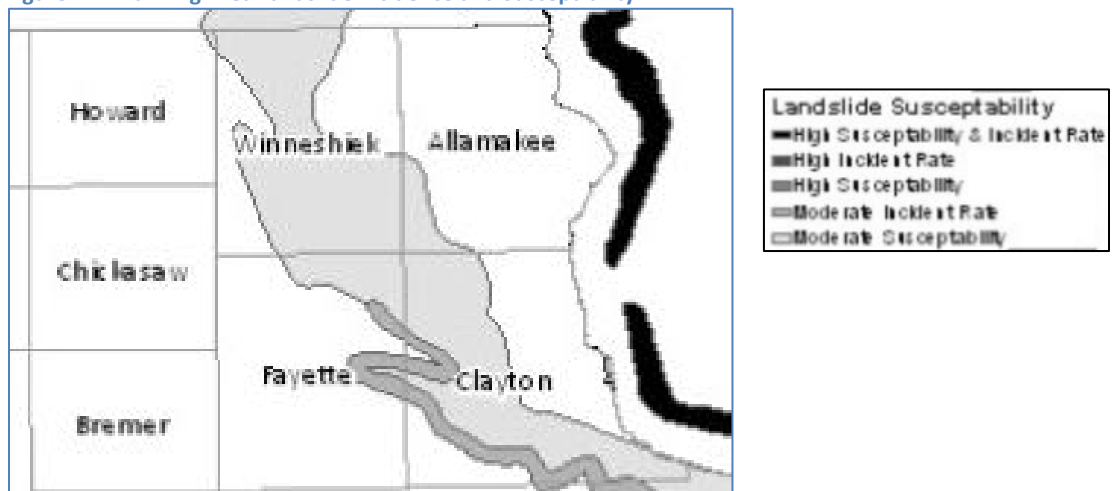 Howard
Winneshiek
Allamakee
Chickasaw
Fayette
Clayton
Bremer
Landslide Susceptability
High Susceptability & Incident Rate
High Incident Rate
High Susceptability
Moderate Incident Rate
Moderate Susceptability